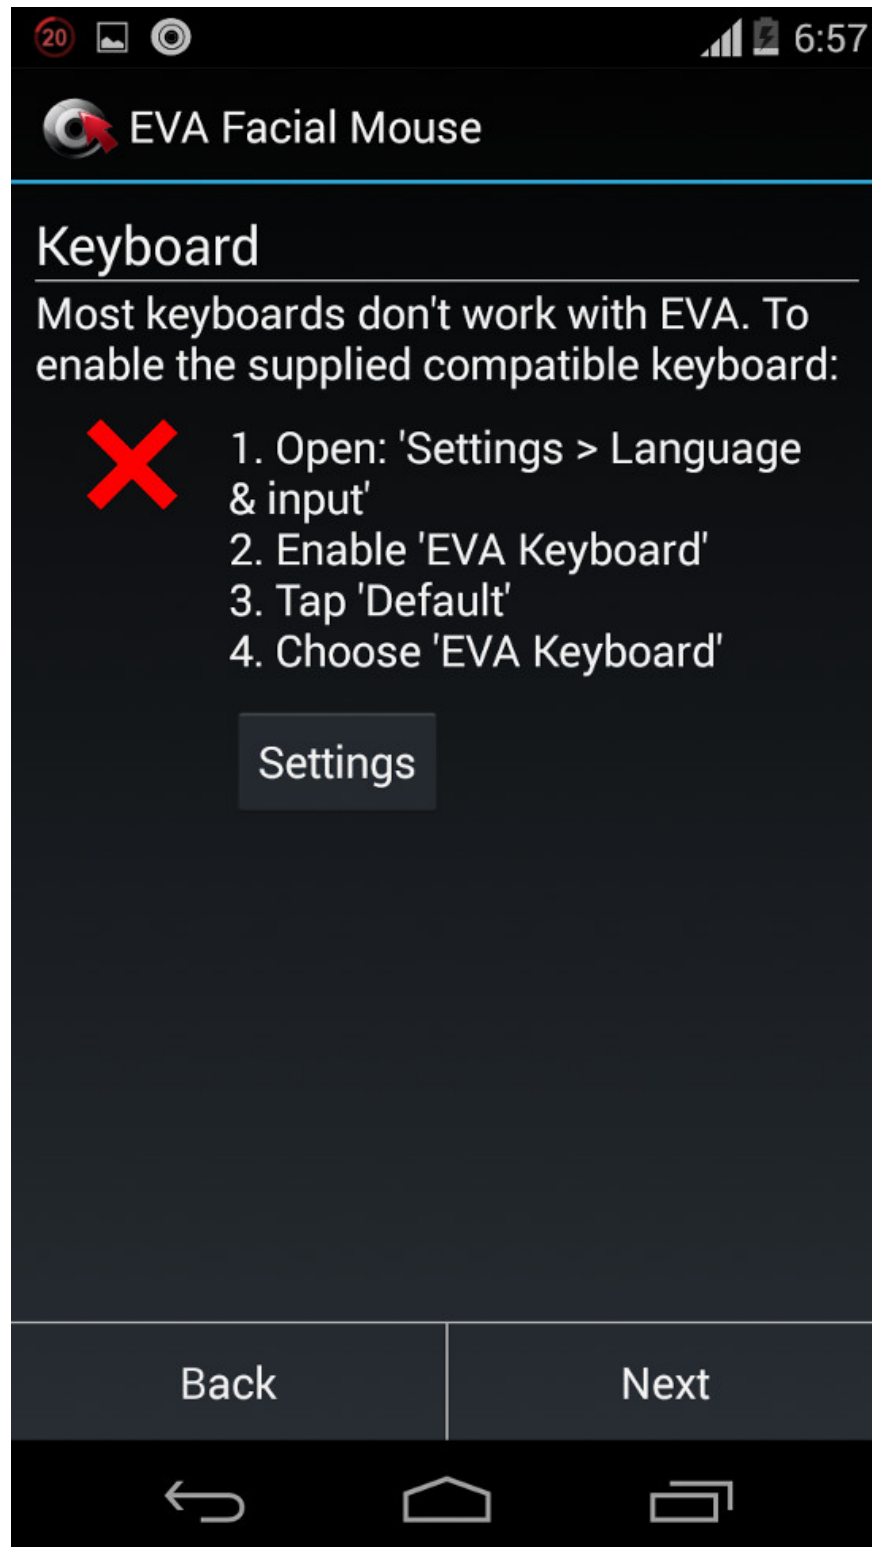 20
6:57
EVA Facial Mouse
Keyboard
Most keyboards don't work with EVA. To
enable the supplied compatible keyboard:
1. Open: 'Settings > Language
& input'
2. Enable 'EVA Keyboard'
3. Tap 'Default'
4. Choose 'EVA Keyboard'
Settings
Back
Next